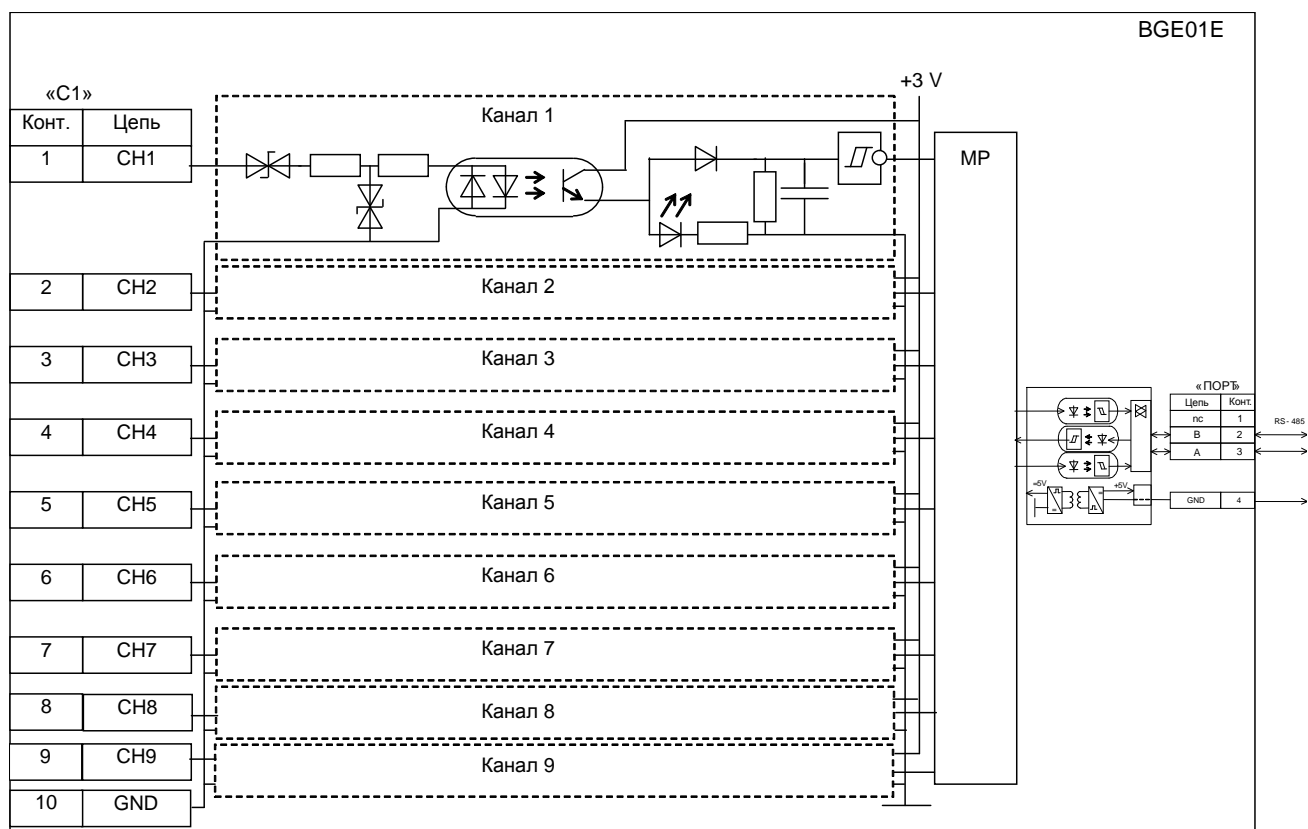 BGE01E
+3 V
«С1»
Конт. Цепь
1 CH1
Канал 1
MP
2 CH2
Канал 2
3 CH3
Канал 3
4 CH4
Канал 4
5 CH5
Канал 5
6 CH6
Канал 6
7 CH7
Канал 7
8 CH8
Канал 8
9 CH9
Канал 9
10 GND
«ПОРТ»
Цепь Конт.
nc 1
B 2
A 3
RS-485
=5V
+5V
GND 4